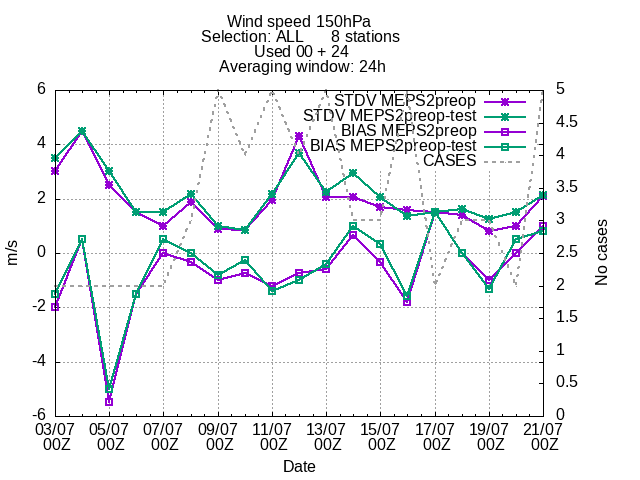 Wind speed 150hPa
Selection: ALL 8 stations
Used 00 + 24
Averaging window: 24h
STDV MEPS2preop
STDV MEPS2preop-test
BIAS MEPS2preop
BIAS MEPS2preop-test
CASES
6
4
2
0
-2
-4
-6
m/s
5
4.5
4
3.5
3
2.5
2
1.5
1
0.5
0
No cases
03/07 05/07 07/07 09/07 11/07 13/07 15/07 17/07 19/07 21/07
00Z 00Z 00Z 00Z 00Z 00Z 00Z 00Z 00Z 00Z
Date